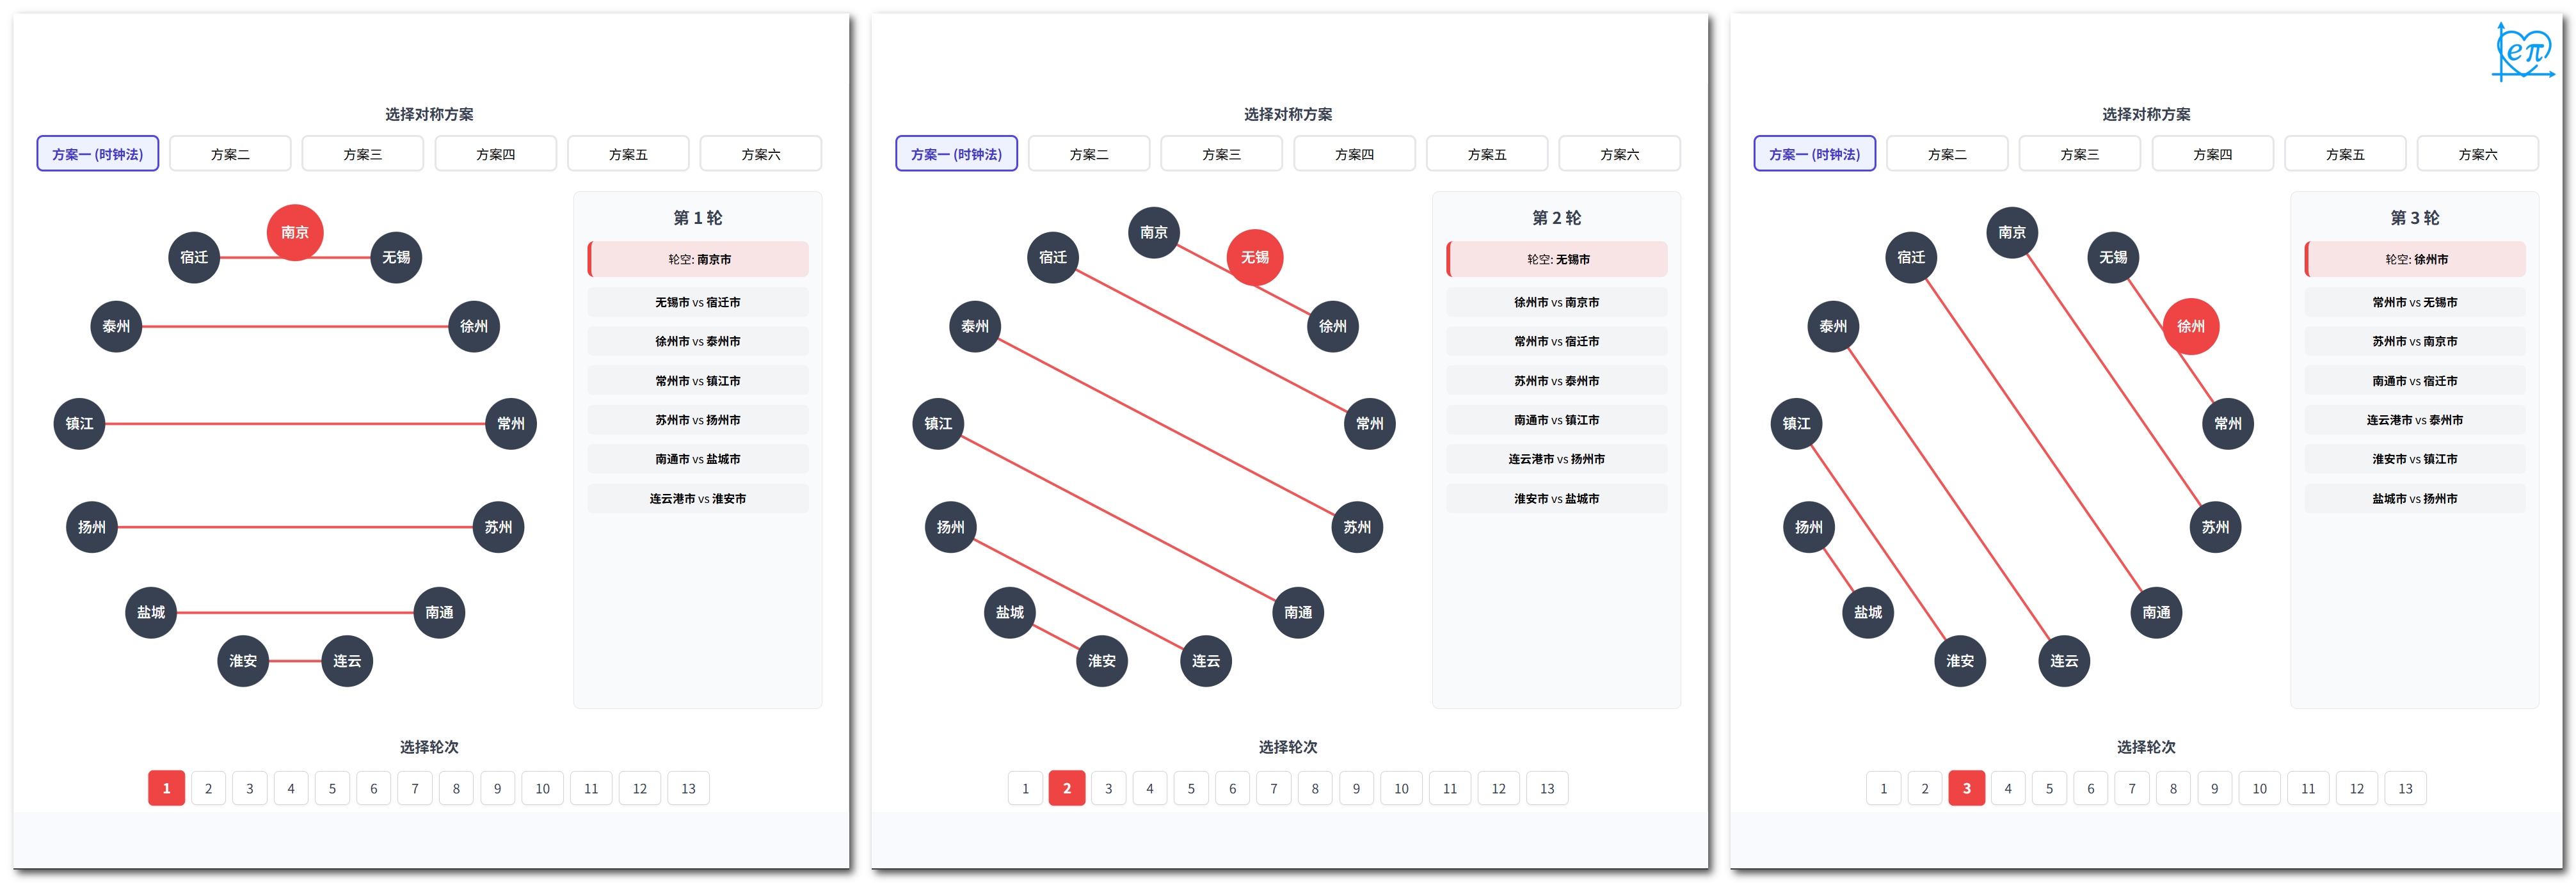 选择对称方案
方案一 (时钟法) 方案二 方案三 方案四 方案五 方案六
南京
宿迁 无锡
泰州 徐州
镇江 常州
扬州 苏州
盐城 南通
淮安 连云
第 1 轮
轮空: 南京市
无锡市 vs 宿迁市
徐州市 vs 泰州市
常州市 vs 镇江市
苏州市 vs 扬州市
南通市 vs 盐城市
连云港市 vs 淮安市
选择轮次
1 2 3 4 5 6 7 8 9 10 11 12 13
选择对称方案
方案一 (时钟法) 方案二 方案三 方案四 方案五 方案六
南京
宿迁 无锡
泰州 徐州
镇江 常州
扬州 苏州
盐城 南通
淮安 连云
第 2 轮
轮空: 无锡市
徐州市 vs 南京市
常州市 vs 宿迁市
苏州市 vs 泰州市
南通市 vs 镇江市
连云港市 vs 扬州市
淮安市 vs 盐城市
选择轮次
1 2 3 4 5 6 7 8 9 10 11 12 13
eπ
选择对称方案
方案一 (时钟法) 方案二 方案三 方案四 方案五 方案六
南京
宿迁 无锡
泰州 徐州
镇江 常州
扬州 苏州
盐城 南通
淮安 连云
第 3 轮
轮空: 徐州市
常州市 vs 无锡市
苏州市 vs 南京市
南通市 vs 宿迁市
连云港市 vs 泰州市
淮安市 vs 镇江市
盐城市 vs 扬州市
选择轮次
1 2 3 4 5 6 7 8 9 10 11 12 13